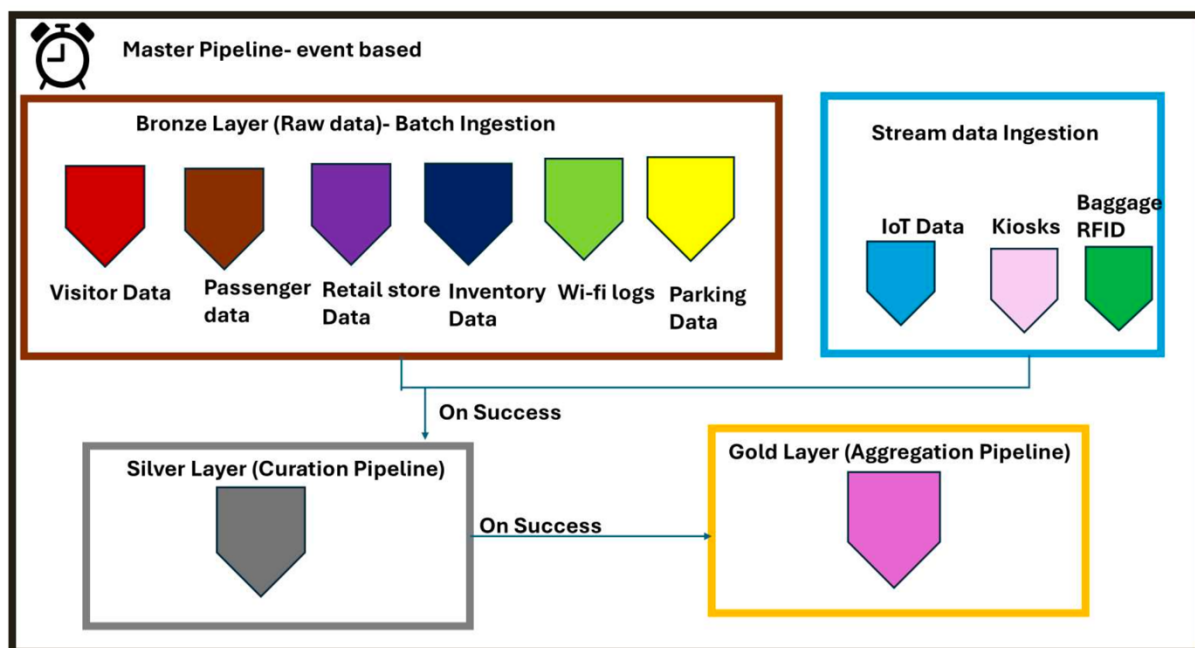 Master Pipeline- event based
Bronze Layer (Raw data)- Batch Ingestion
Visitor Data
Passenger
data
Retail store
Data
Inventory
Data
Wi-fi logs
Parking
Data
Stream data Ingestion
IoT Data
Kiosks
Baggage
RFID
On Success
Silver Layer (Curation Pipeline)
On Success
Gold Layer (Aggregation Pipeline)